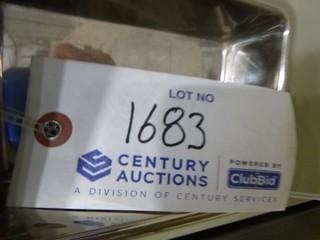 LOT NO
1683
CENTURY
AUCTIONS
POWERED BY
ClubBid
A DIVISION OF CENTURY SERVICES